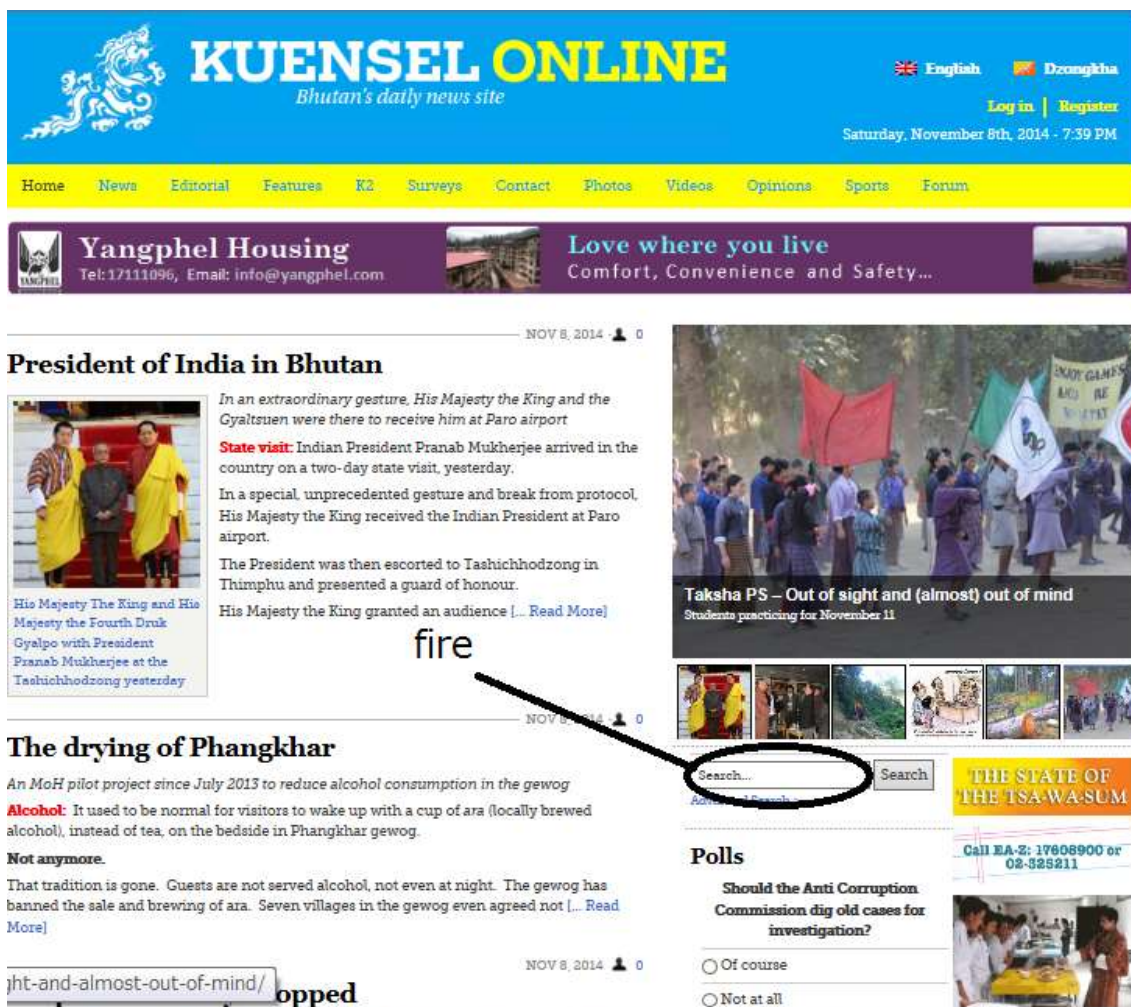 KUENSEL ONLINE
Bhutan's daily news site
English Dzongkha
Log in | Register
Saturday, November 8th, 2014 - 7:39 PM
Home News Editorial Features K2 Surveys Contact Photos Videos Opinions Sports Forum
YANGPHEL
Yangphel Housing
Tel:17111096, Email: info@yangphel.com
Love where you live
Comfort, Convenience and Safety...
NOV 8, 2014 - 0
President of India in Bhutan
In an extraordinary gesture, His Majesty the King and the
Gyaltsuen were there to receive him at Paro airport
State visit: Indian President Pranab Mukherjee arrived in the
country on a two-day state visit, yesterday.
In a special, unprecedented gesture and break from protocol,
His Majesty the King received the Indian President at Paro
airport.
The President was then escorted to Tashichhodzong in
Thimphu and presented a guard of honour.
His Majesty the King granted an audience [... Read More]
His Majesty The King and His
Majesty the Fourth Druk
Gyalpo with President
Pranab Mukherjee at the
Tashichhodzong yesterday
fire
NOV 8, 2014 - 0
The drying of Phangkhar
An MoH pilot project since July 2013 to reduce alcohol consumption in the gewog
Alcohol: It used to be normal for visitors to wake up with a cup of ara (locally brewed
alcohol), instead of tea, on the bedside in Phangkhar gewog.
Not anymore.
That tradition is gone. Guests are not served alcohol, not even at night. The gewog has
banned the sale and brewing of ara. Seven villages in the gewog even agreed not [... Read
More]
NOV 8, 2014 0
ght-and-almost-out-of-mind/
opped
ENJOY GAMES
AND BE
Taksha PS – Out of sight and (almost) out of mind
Students practicing for November 11
Search...
Search
Advanced Search
THE STATE OF
THE TSA-WA-SUM
Call EA-Z: 17608900 or
02-325211
Polls
Should the Anti Corruption
Commission dig old cases for
investigation?
Of course
Not at all